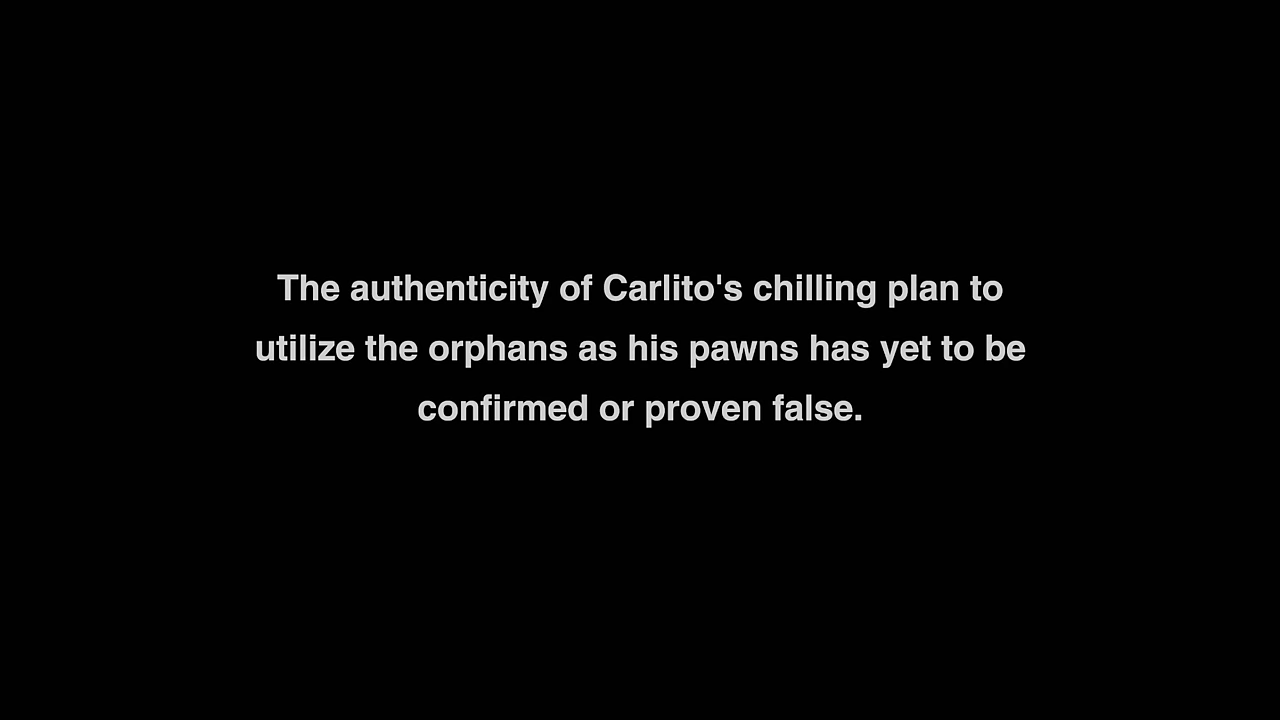 The authenticity of Carlito's chilling plan to
utilize the orphans as his pawns has yet to be
confirmed or proven false.